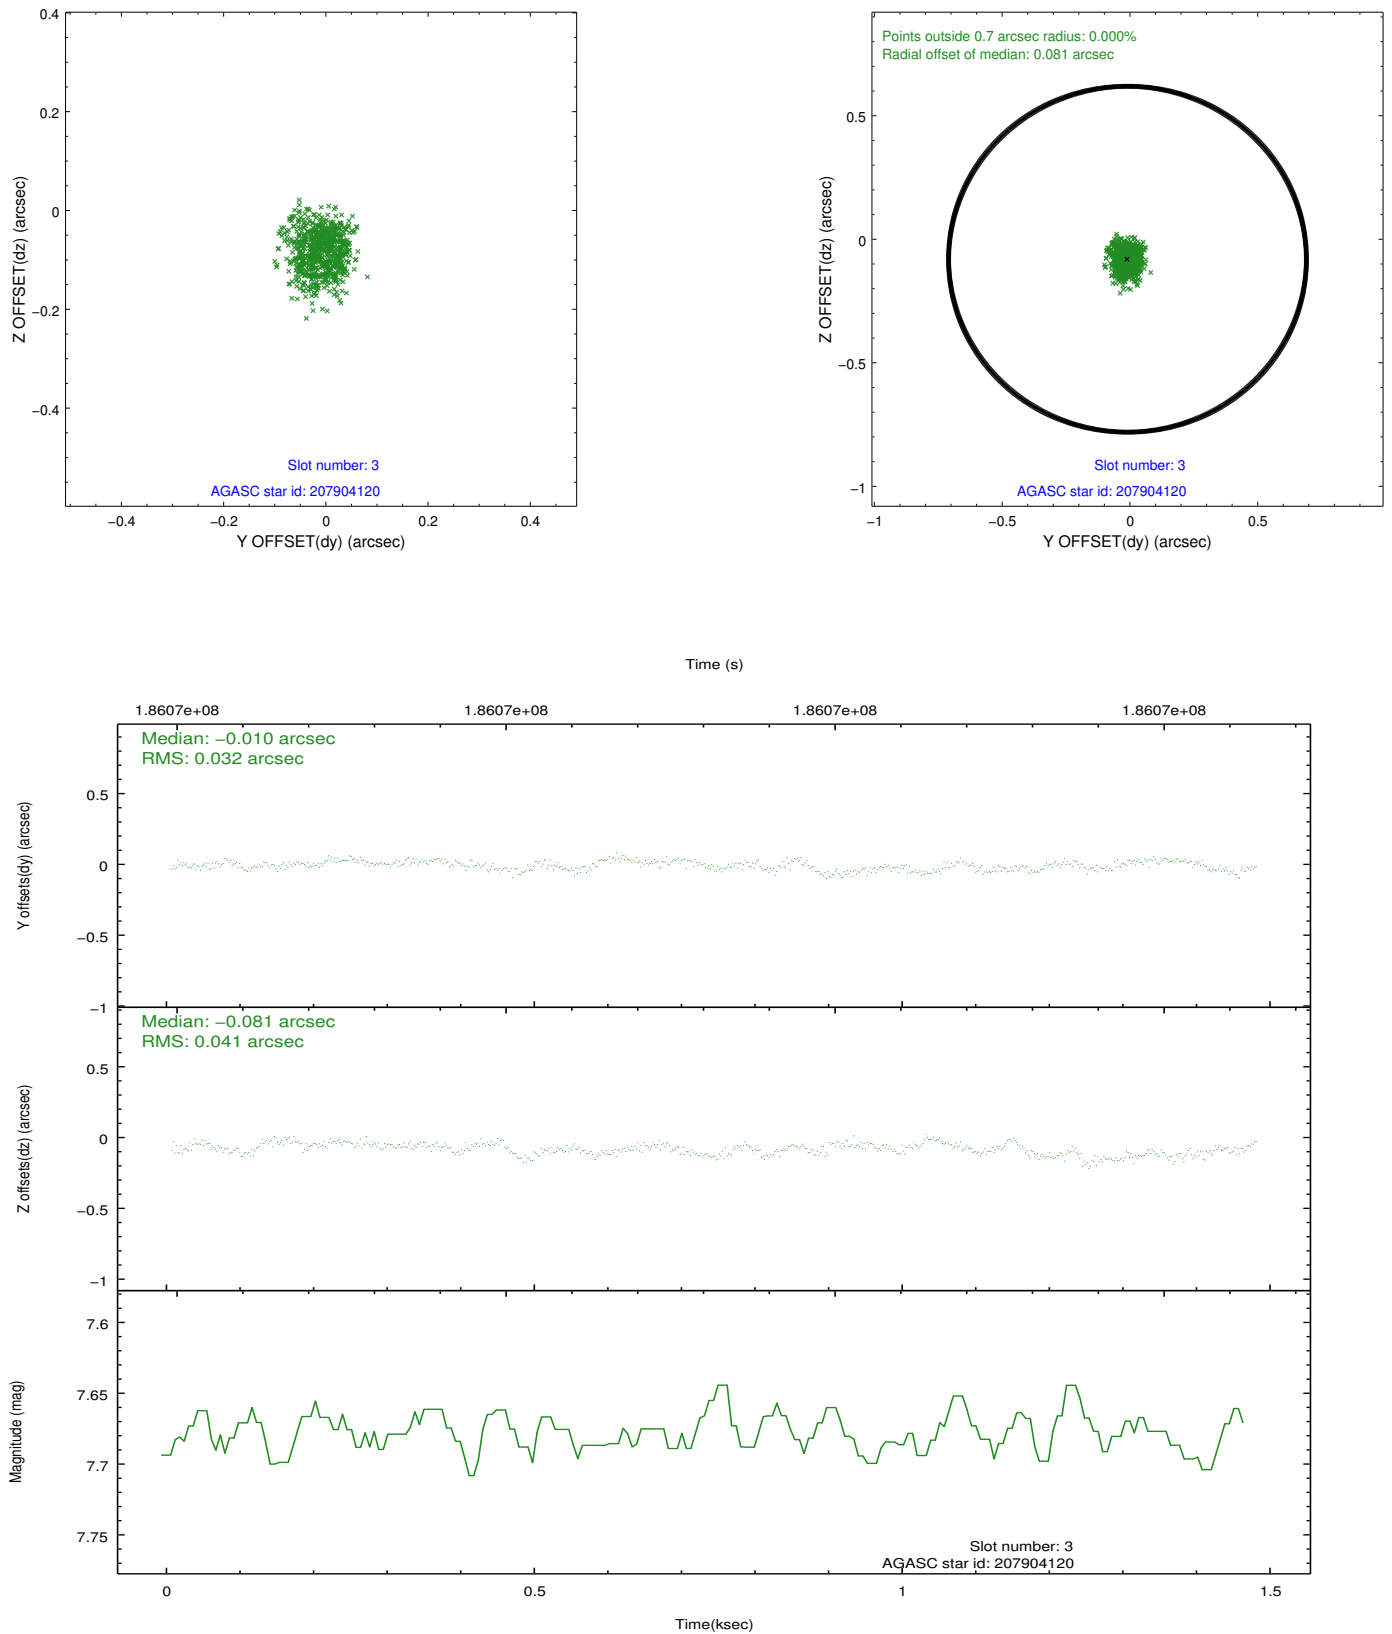 0.4
0.2
0
−0.2
−0.4
Z OFFSET(dz) (arcsec)
Slot number: 3
AGASC star id: 207904120
−0.4
−0.2
0
0.2
0.4
Y OFFSET(dy) (arcsec)
Points outside 0.7 arcsec radius: 0.000%
Radial offset of median: 0.081 arcsec
0.5
0
−0.5
−1
Z OFFSET(dz) (arcsec)
Slot number: 3
AGASC star id: 207904120
−1
−0.5
0
0.5
Y OFFSET(dy) (arcsec)
Time (s)
1.8607e+08
1.8607e+08
1.8607e+08
1.8607e+08
Median: −0.010 arcsec
RMS: 0.032 arcsec
0.5
0
−0.5
−1
Y offsets(dy) (arcsec)
Median: −0.081 arcsec
RMS: 0.041 arcsec
0.5
0
−0.5
−1
Z offsets(dz) (arcsec)
7.6
7.65
7.7
7.75
Magnitude (mag)
Slot number: 3
AGASC star id: 207904120
0
0.5
1
1.5
Time(ksec)